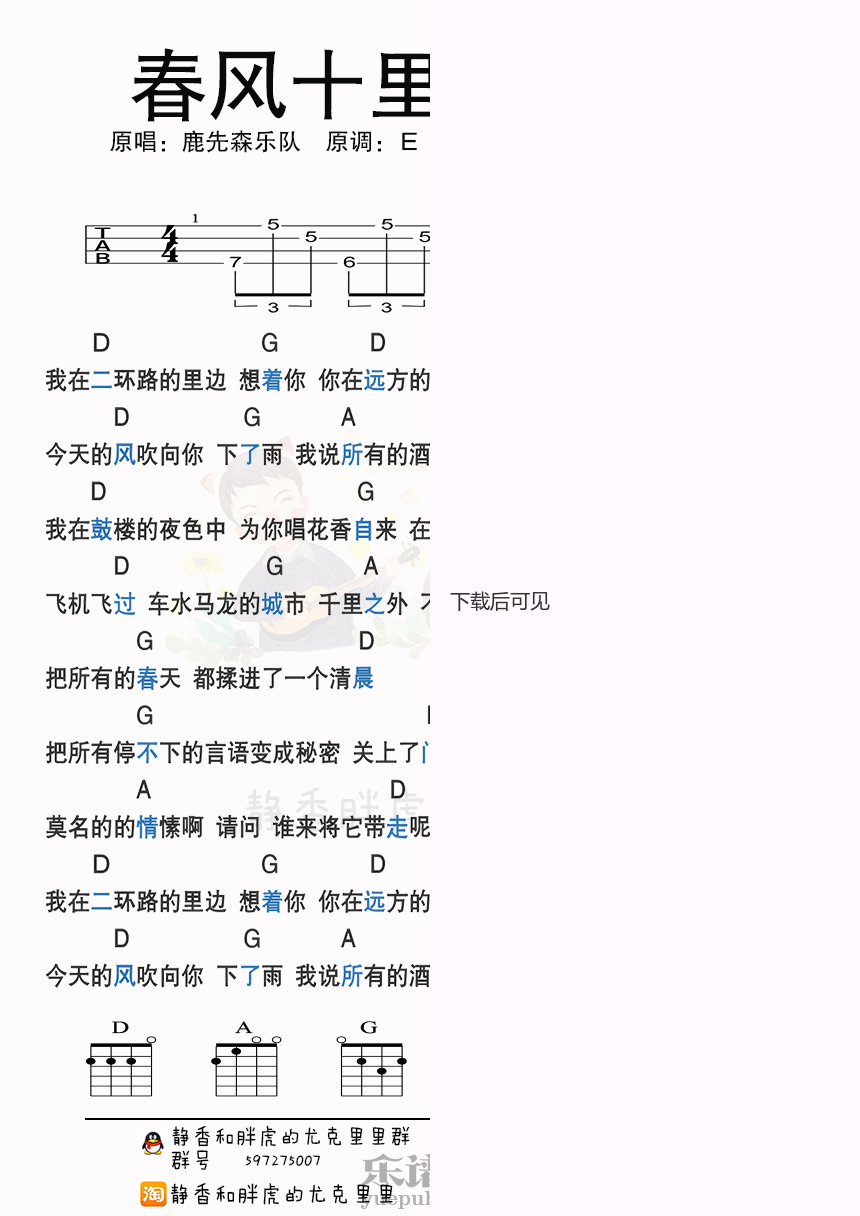 春风十里
原唱：鹿先森乐队 原调：E
1
TAB 4/4 7 5 5 6 5 5
3 3
D G D
我在二环路的里边 想着你 你在远方的
D G A
今天的风吹向你 下了雨 我说所有的酒
D G
我在鼓楼的夜色中 为你唱花香自来 在
D G A
飞机飞过 车水马龙的城市 千里之外
下载后可见
G D
把所有的春天 都揉进了一个清晨
G
把所有停不下的言语变成秘密 关上了
A D
静香胖虎
莫名的的情愫啊 请问 谁来将它带走呢
D G D
我在二环路的里边 想着你 你在远方的
D G A
今天的风吹向你 下了雨 我说所有的酒
D A G
静香和胖虎的尤克里里群
群号 597275007
乐谱
yuepuh
淘 静香和胖虎的尤克里里